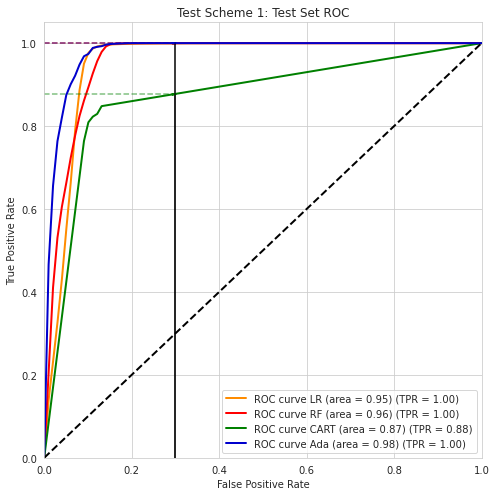 Test Scheme 1: Test Set ROC
True Positive Rate
1.0
0.8
0.6
0.4
0.2
0.0
0.0
0.2
0.4
0.6
0.8
1.0
False Positive Rate
ROC curve LR (area = 0.95) (TPR = 1.00)
ROC curve RF (area = 0.96) (TPR = 1.00)
ROC curve CART (area = 0.87) (TPR = 0.88)
ROC curve Ada (area = 0.98) (TPR = 1.00)